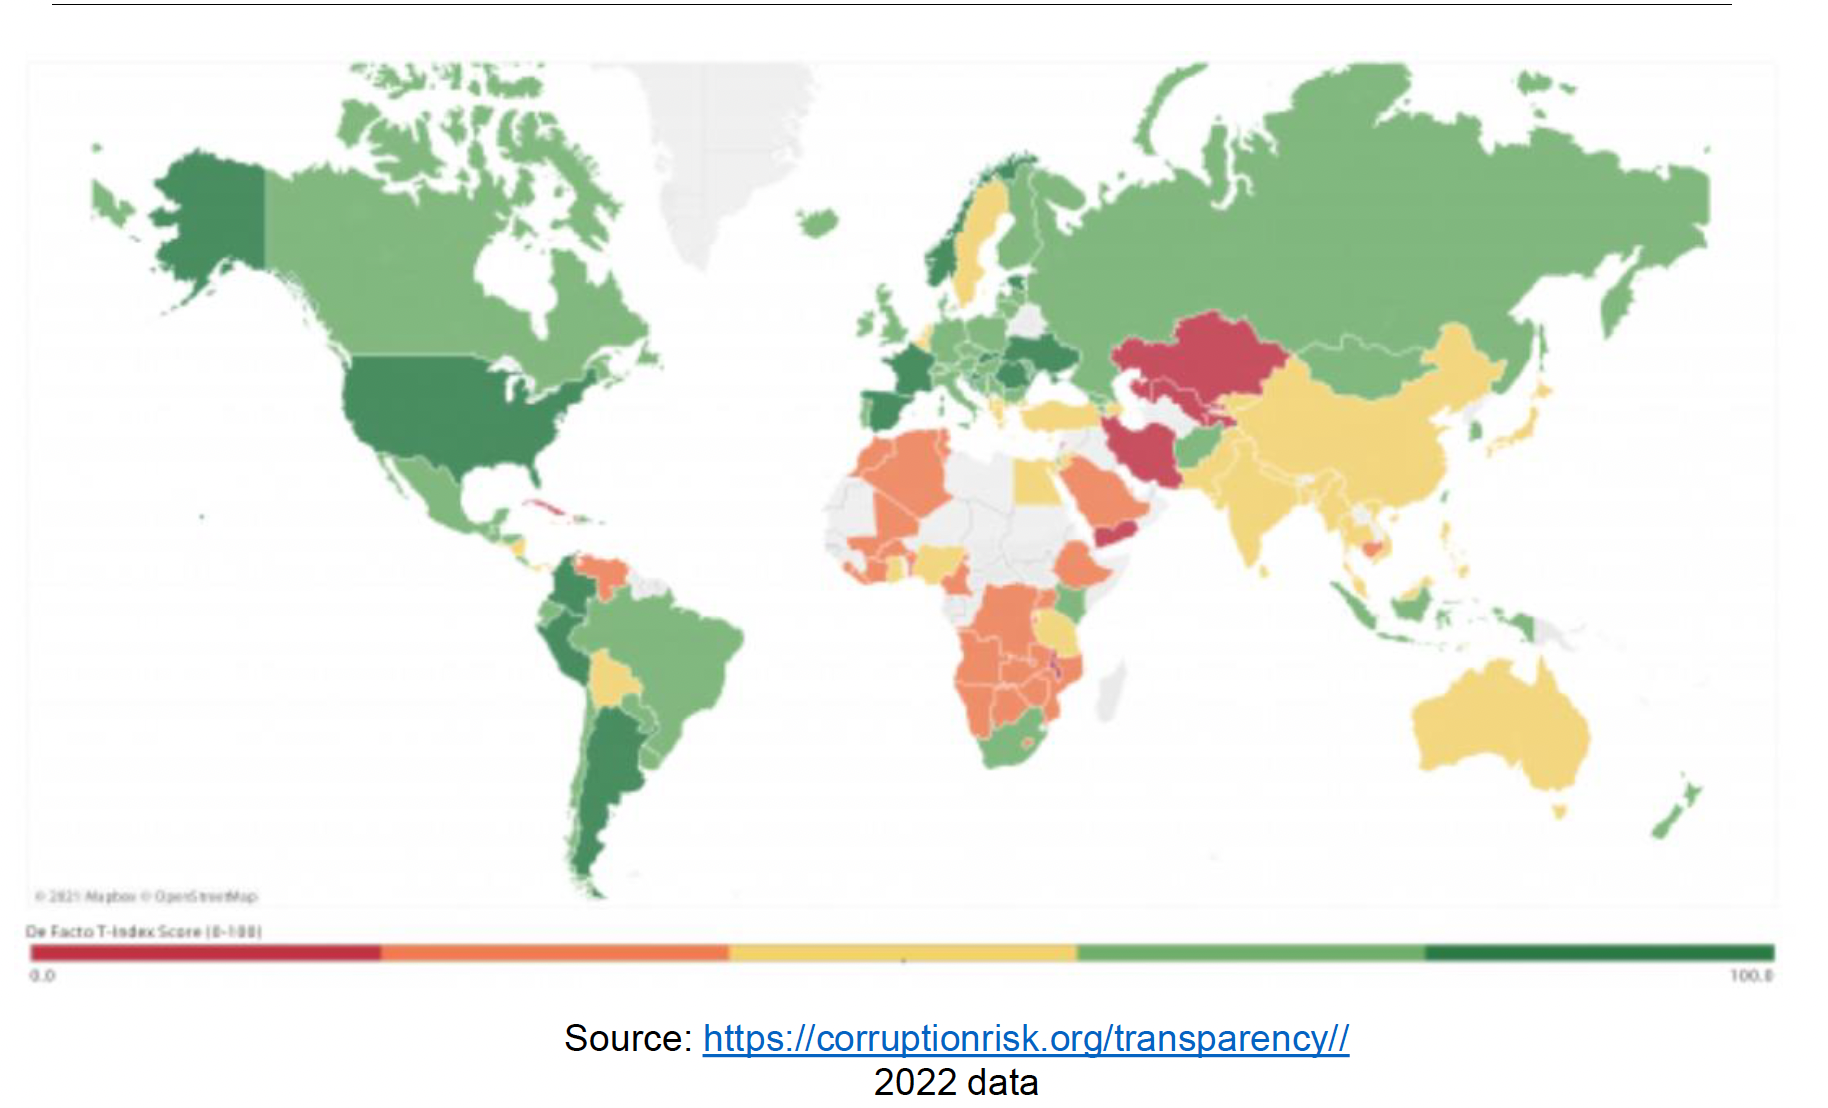 © 2021 Mapbox © OpenStreetMap
De Facto T-Index Score (0-100)
0.0
100.0
Source: https://corruptionrisk.org/transparency//
2022 data